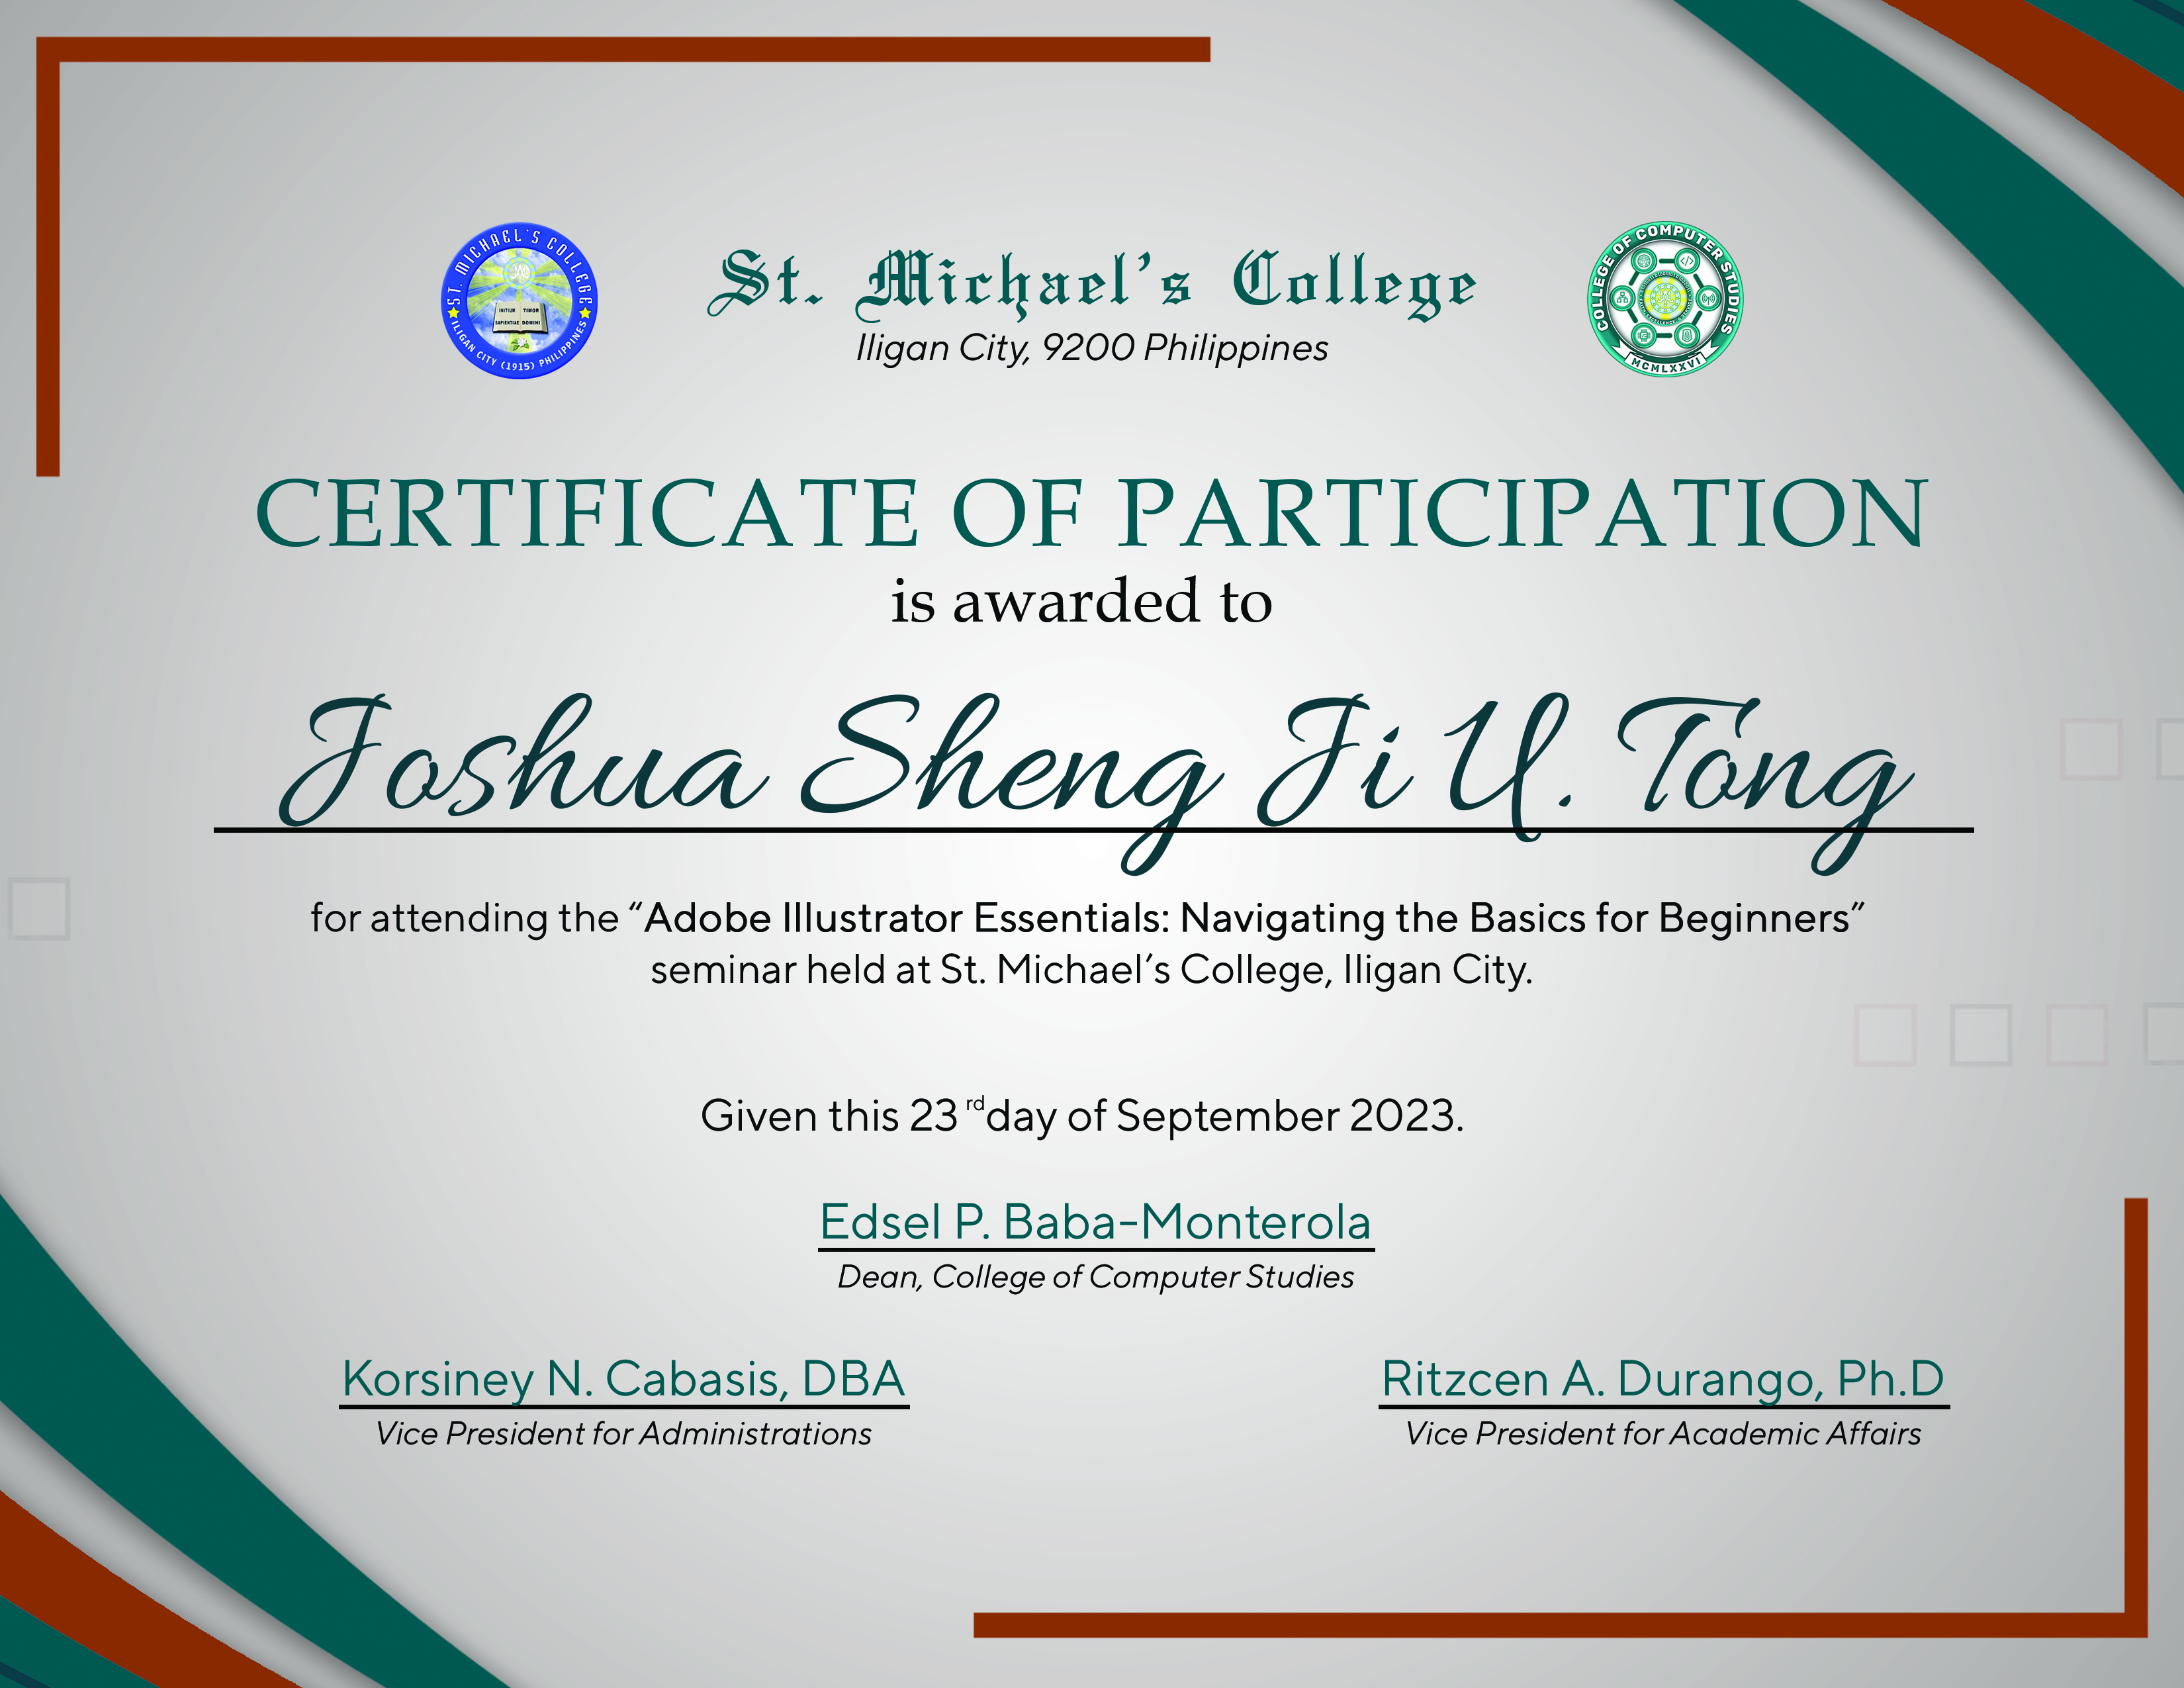 ST. MICHAEL'S COLLEGE
INITIUM TIMOR
SAPIENTIAE DOMINI
ILIGAN CITY (1915) PHILIPPINES
St. Michael's College
Iligan City, 9200 Philippines
COLLEGE OF COMPUTER STUDIES
MCMLXXVI
CERTIFICATE OF PARTICIPATION
is awarded to
Joshua Sheng Ji U. Tong
for attending the “Adobe Illustrator Essentials: Navigating the Basics for Beginners”
seminar held at St. Michael’s College, Iligan City.
Given this 23 rd day of September 2023.
Edsel P. Baba-Monterola
Dean, College of Computer Studies
Korsiney N. Cabasis, DBA
Vice President for Administrations
Ritzcen A. Durango, Ph.D
Vice President for Academic Affairs